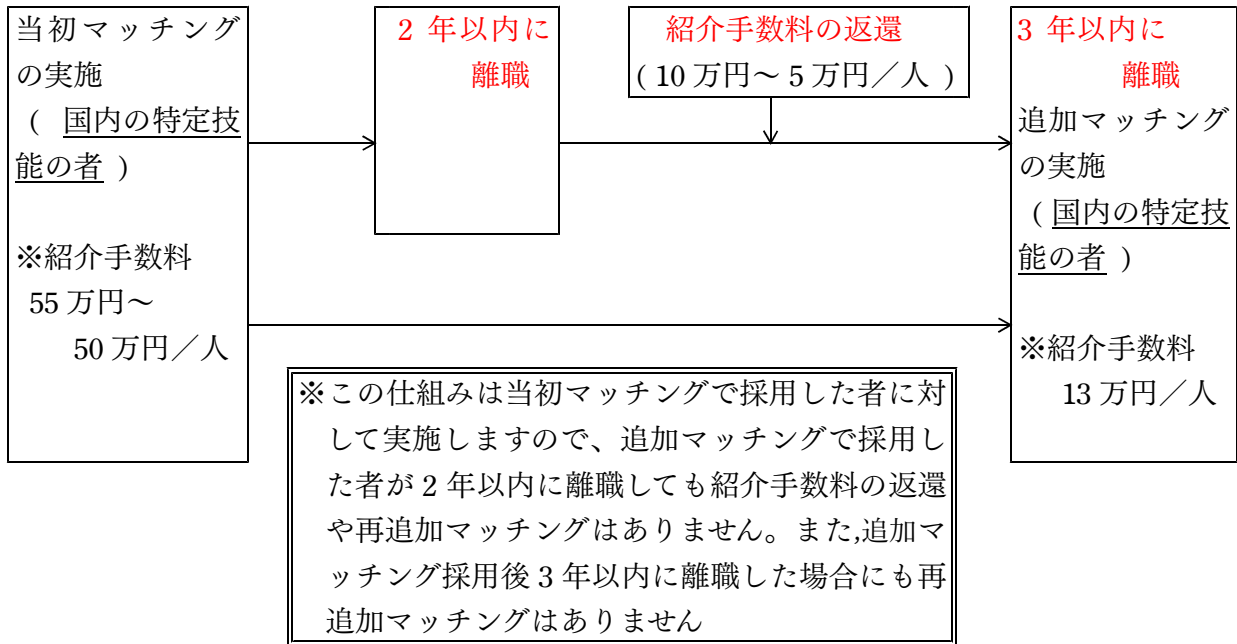 当初マッチング
の実施
( 国内の特定技
能の者 )
※紹介手数料
55万円～
50万円／人
2 年以内に
離職
紹介手数料の返還
( 10万円～5万円／人 )
3 年以内に
離職
追加マッチング
の実施
( 国内の特定技
能の者 )
※紹介手数料
13万円／人
※この仕組みは当初マッチングで採用した者に対
して実施しますので、追加マッチングで採用し
た者が2年以内に離職しても紹介手数料の返還
や再追加マッチングはありません。また,追加マ
ッチング採用後3年以内に離職した場合にも再
追加マッチングはありません